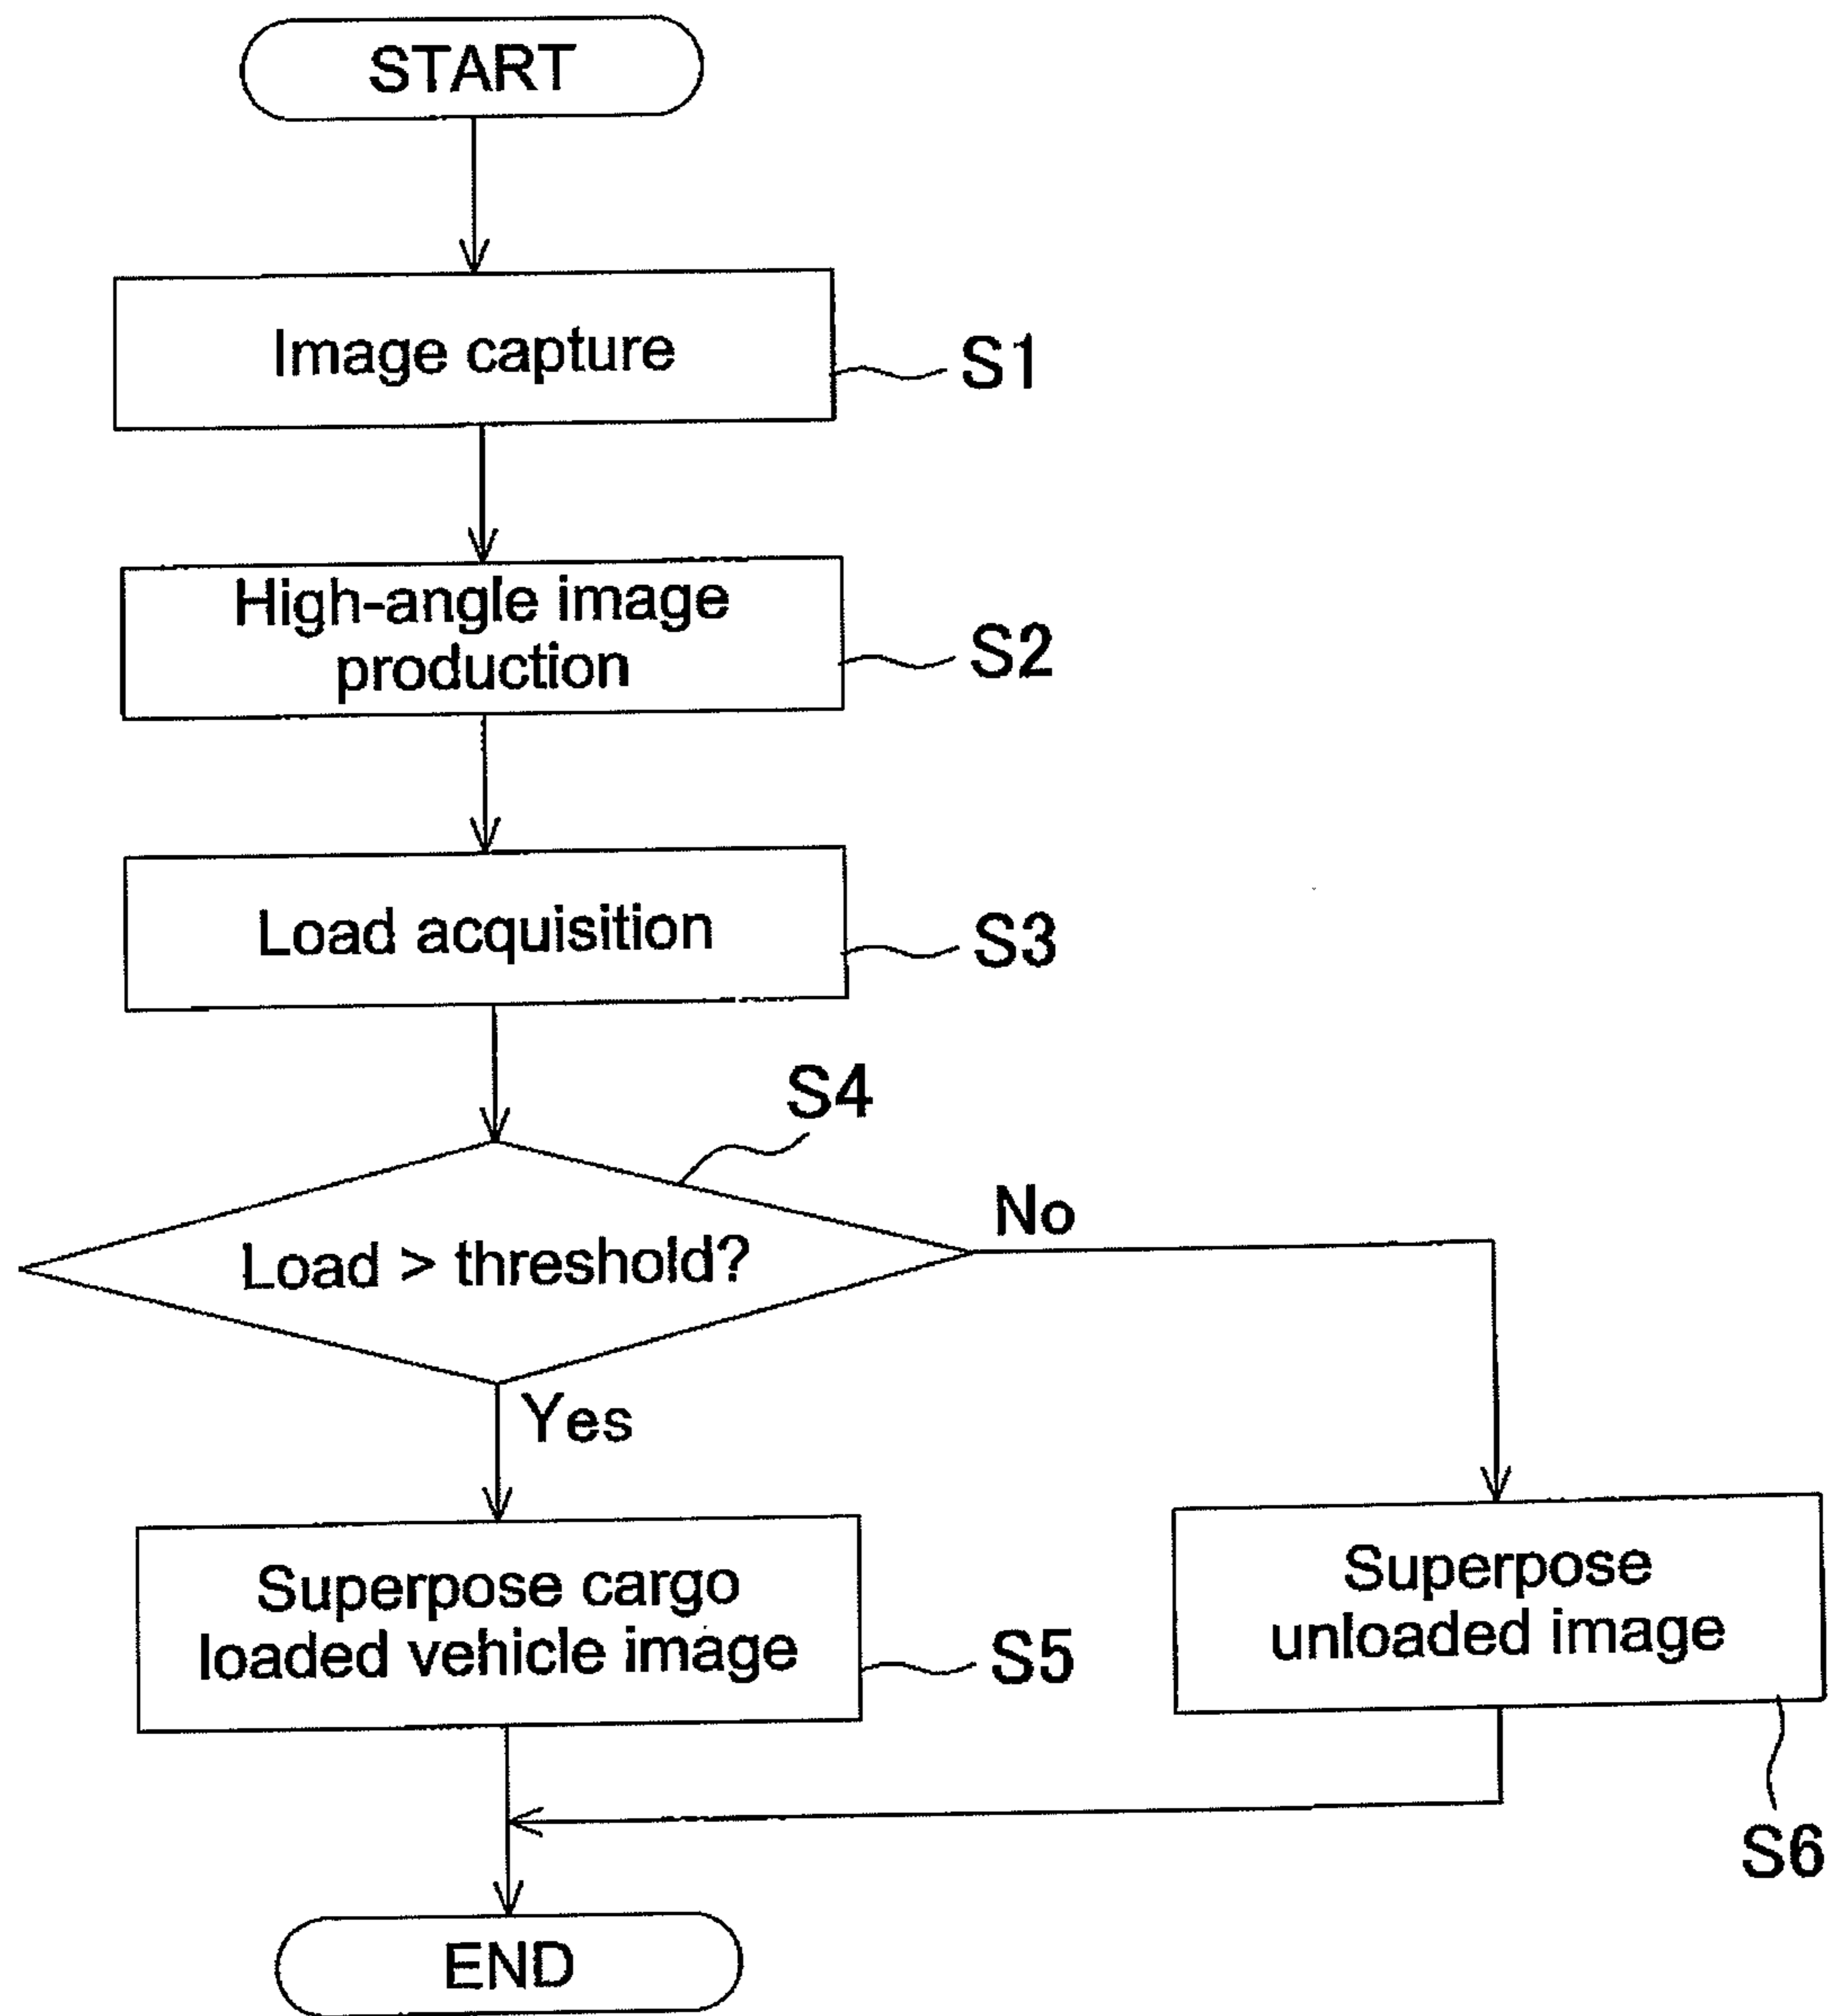 START
Image capture
S1
High-angle image
production
S2
Load acquisition
S3
S4
Load > threshold?
No
Yes
Superpose cargo
loaded vehicle image
S5
Superpose
unloaded image
S6
END